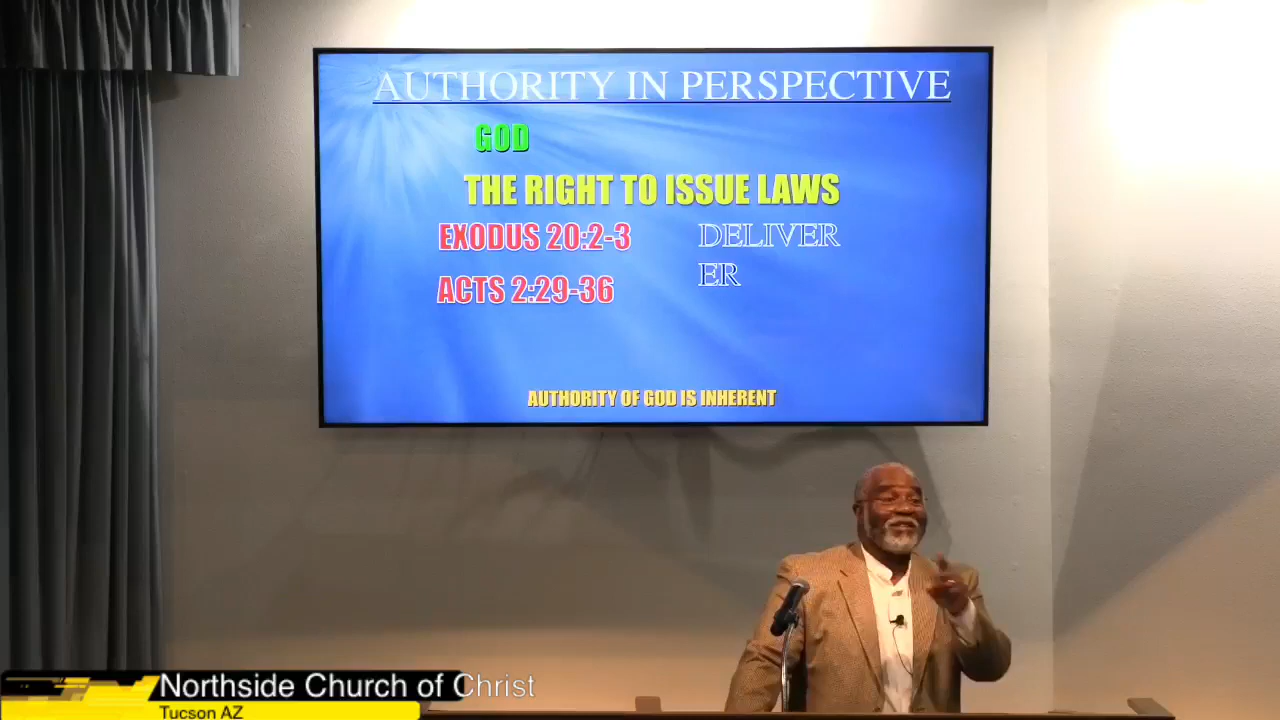 AUTHORITY IN PERSPECTIVE
GOD
THE RIGHT TO ISSUE LAWS
EXODUS 20:2-3
DELIVER
ER
ACTS 2:29-36
AUTHORITY OF GOD IS INHERENT
Northside Church of Christ
Tucson AZ